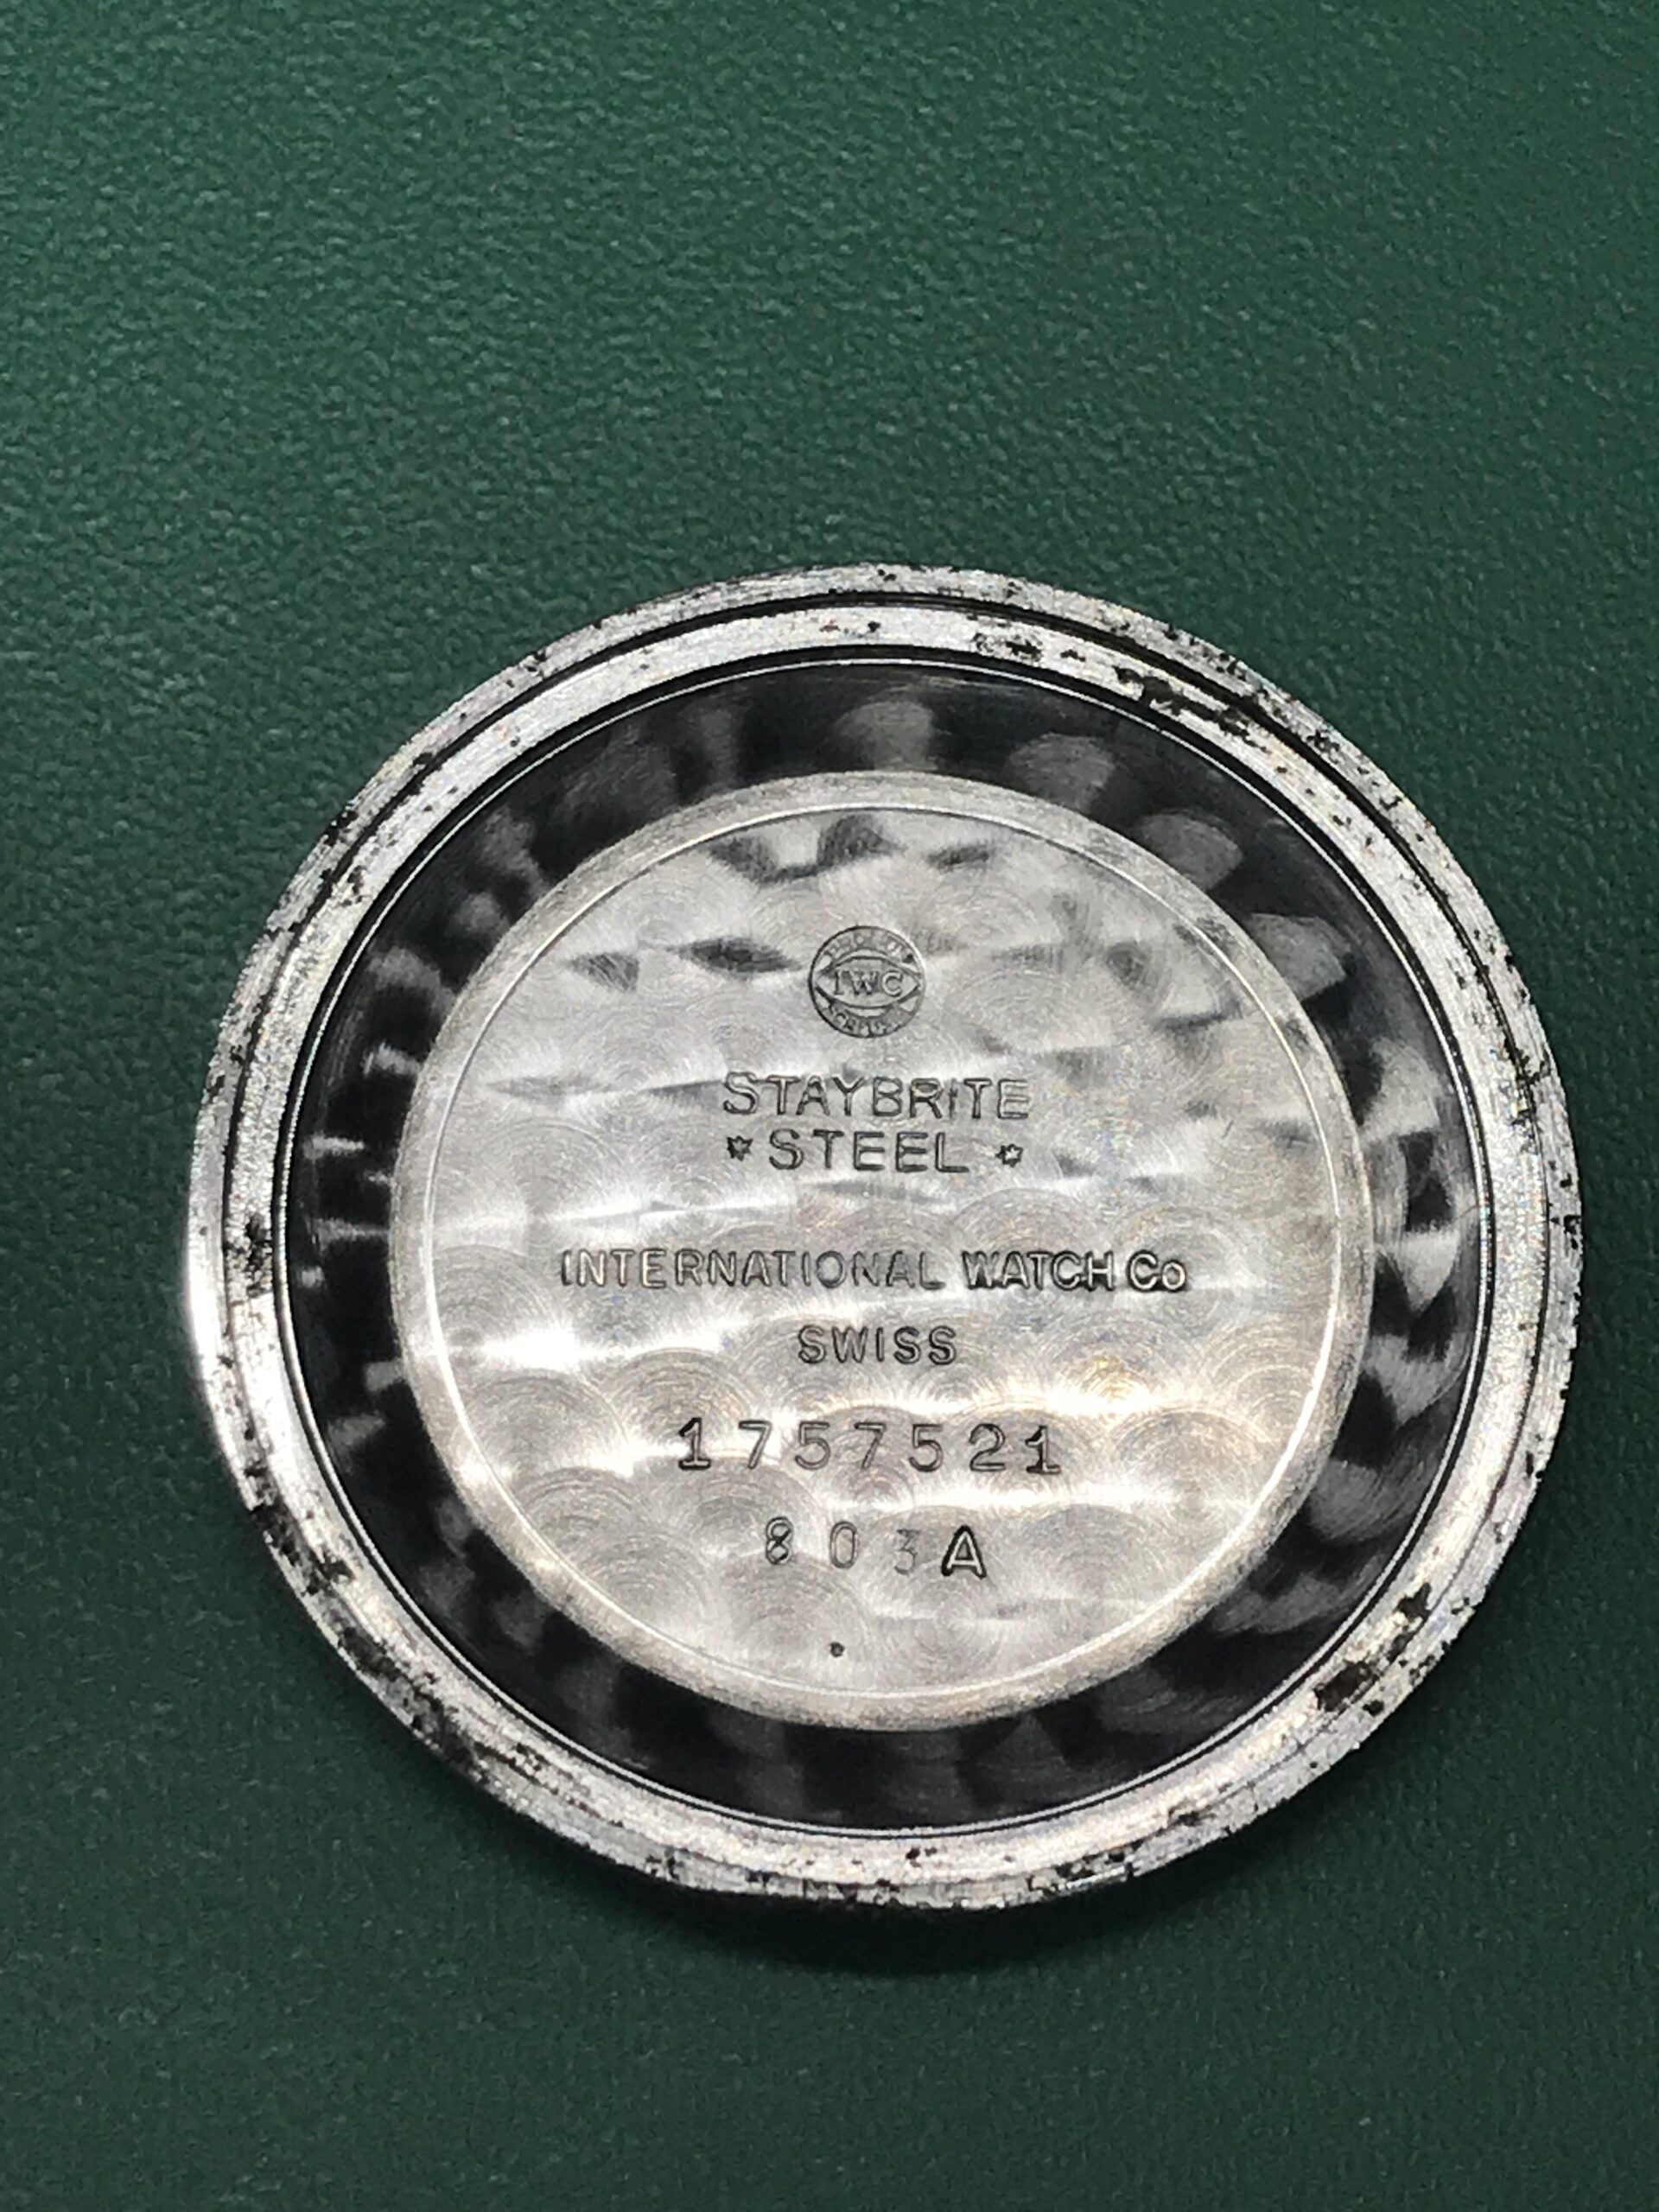 IWC
STAYBRITE
* STEEL *
INTERNATIONAL WATCH Co
SWISS
1757521
803A